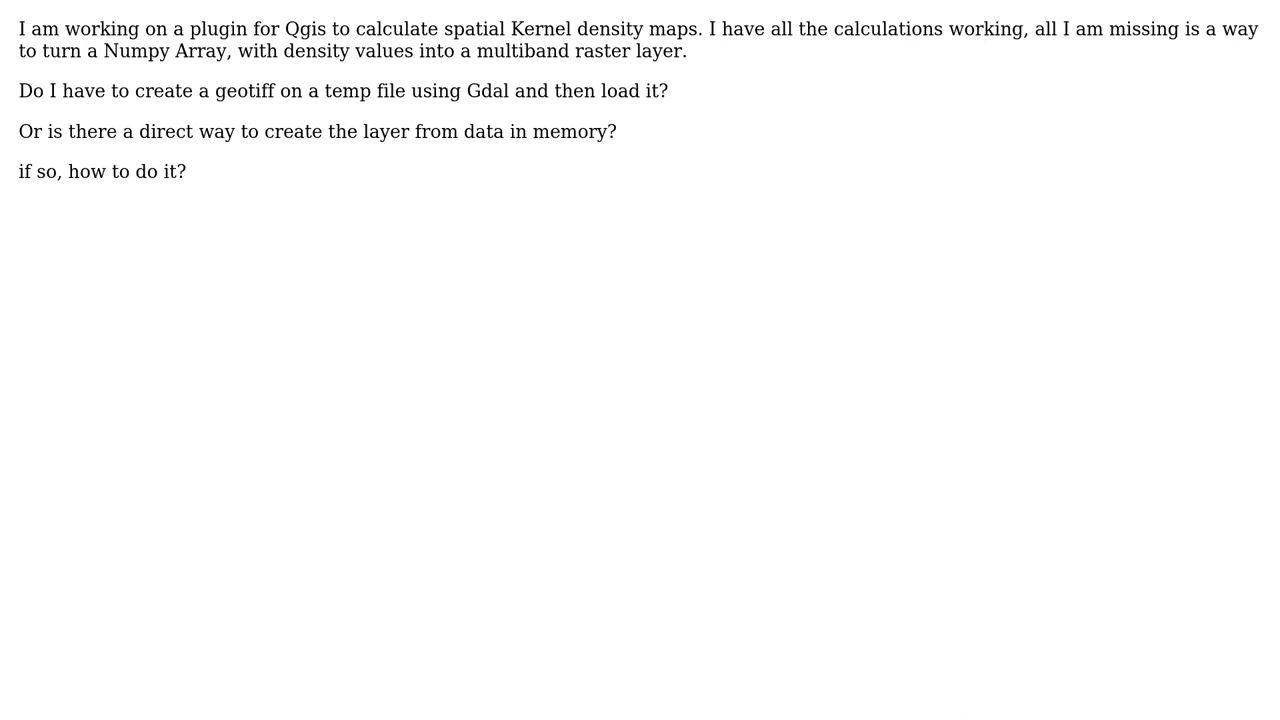 I am working on a plugin for Qgis to calculate spatial Kernel density maps. I have all the calculations working, all I am missing is a way
to turn a Numpy Array, with density values into a multiband raster layer.
Do I have to create a geotiff on a temp file using Gdal and then load it?
Or is there a direct way to create the layer from data in memory?
if so, how to do it?